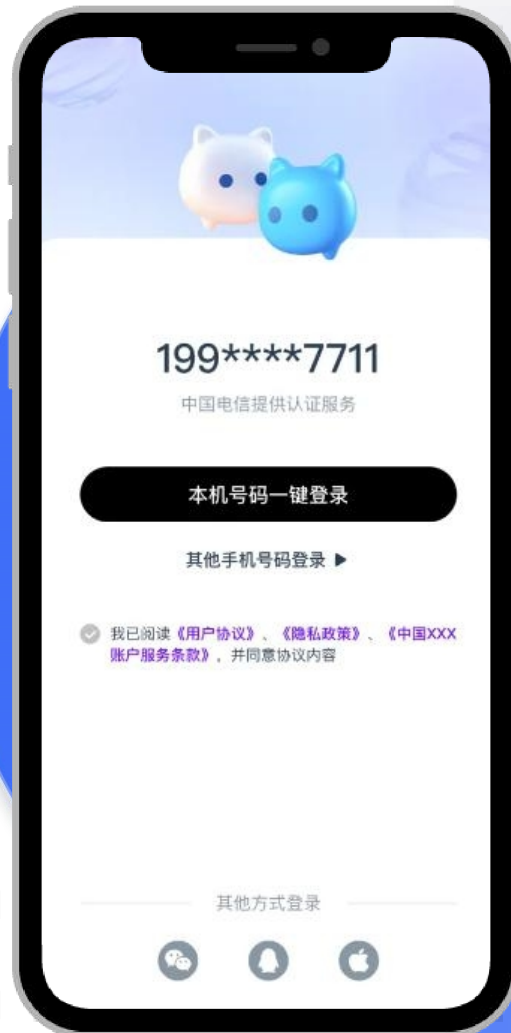 199****7711
中国电信提供认证服务
本机号码一键登录
其他手机号码登录 ▶
我已阅读《用户协议》、《隐私政策》、《中国XXX
账户服务条款》，并同意协议内容
其他方式登录